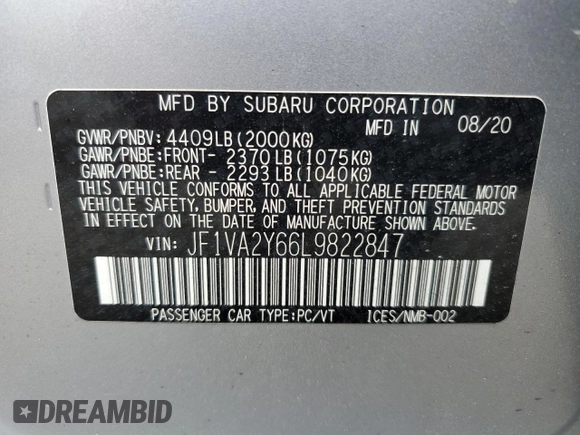 MFD BY SUBARU CORPORATION
MFD IN 08/20
GVWR/PNBV: 4409LB(2000KG)
GAWR/PNBE:FRONT- 2370LB(1075KG)
GAWR/PNBE:REAR - 2293LB(1040KG)
THIS VEHICLE CONFORMS TO ALL APPLICABLE FEDERAL MOTOR
VEHICLE SAFETY, BUMPER, AND THEFT PREVENTION STANDARDS
IN EFFECT ON THE DATE OF MANUFACTURE SHOWN ABOVE.
VIN: JF1VA2Y66L9822847
PASSENGER CAR TYPE:PC/VT ICES/NMB-002
DREAMBID